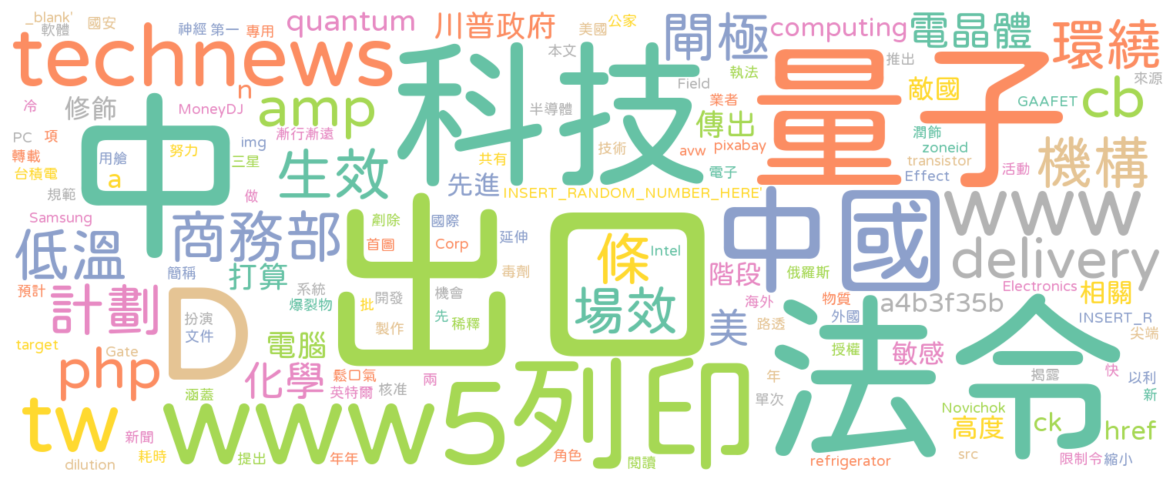 _blank' 國安 神經 第一 專用 quantum 川普政府 閘極 computing 美國 公家 電晶體 環繞
軟體 technews 本文 推出 來源
n 科技 Field 執法 量子 敵國 GAAFET cb
冷 修飾 MoneyDJ amp 半導體 業者 傳出
PC 項 中 img 漸行漸遠 pixabay 潤飾 機構
轉載 用艙 努力 三星 生效 共有 技術 avw zoneid
台積電 a 先進 電子 transistor 活動
規範 做 INSERT_RANDOM_NUMBER_HERE' Effect
Samsung 商務部 剷除 國際 出口 中國 www
低溫 首圖 Corp 延伸 條 Intel delivery
簡稱 打算 系統 毒劑 階段 俄羅斯 Electronics
預計 計劃 D 爆裂物 批 開發 機會 場效 海外 物質 a4b3f35b 相關
扮演 文件 製作 先 稀釋 美 路透 外國 INSERT_R
target 電腦 授權 敏感 法令 尖端
Gate php 化學 鬆口氣 兩 年 快
涵蓋 英特爾 核准 列印 單次 揭露 以利
tw www5 Novichok 新
新聞 高度 ck href
耗時 提出 年年 角色 閱讀 src 限制令 縮小
dilution refrigerator